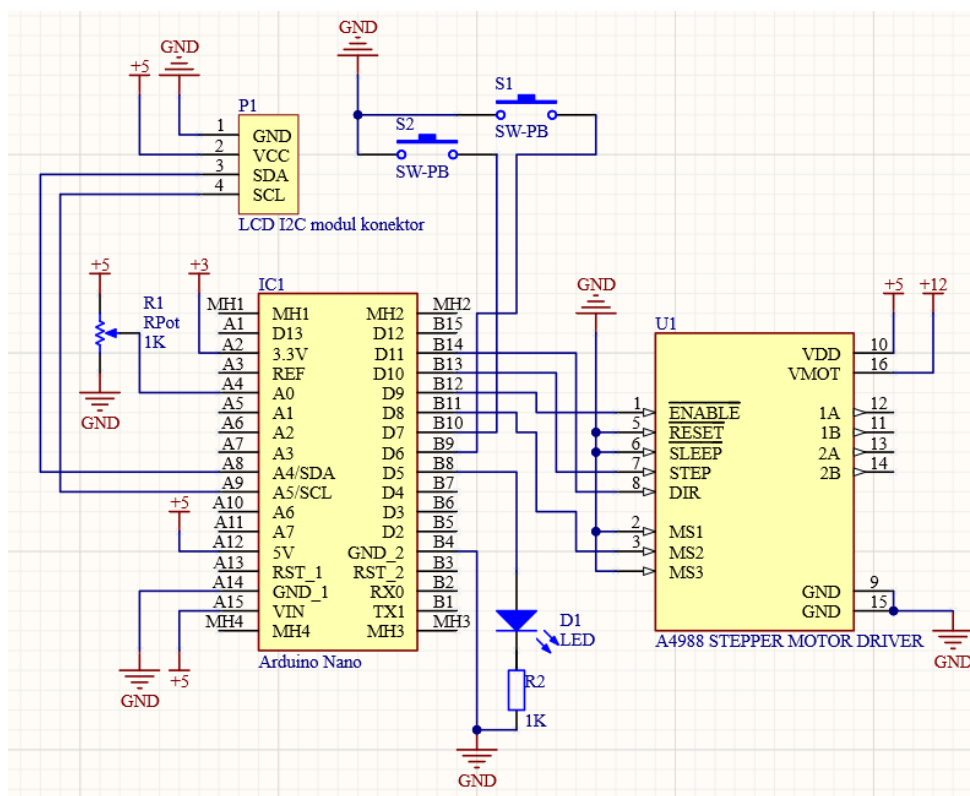 GND
GND
+5
P1
1 GND
2 VCC
3 SDA
4 SCL
LCD I2C modul konektor
S1
SW-PB
S2
SW-PB
+5
R1
RPot
1K
GND
+3
IC1
MH1 MH1 MH2 MH2
A1 D13 D12 B15
A2 3.3V D11 B14
A3 REF D10 B13
A4 A0 D9 B12
A5 A1 D8 B11
A6 A2 D7 B10
A7 A3 D6 B9
A8 A4/SDA D5 B8
A9 A5/SCL D4 B7
A10 A6 D3 B6
A11 A7 D2 B5
A12 5V GND_2 B4
A13 RST_1 RST_2 B3
A14 GND_1 RX0 B2
A15 VIN TX1 B1
MH4 MH4 MH3 MH3
Arduino Nano
+5
GND
+5
D1
LED
R2
1K
GND
GND
+5
+12
U1
VDD 10
VMOT 16
1 ENABLE 1A 12
5 RESET 1B 11
6 SLEEP 2A 13
7 STEP 2B 14
8 DIR
2 MS1
3 MS2
MS3
GND 9
GND 15
A4988 STEPPER MOTOR DRIVER
GND